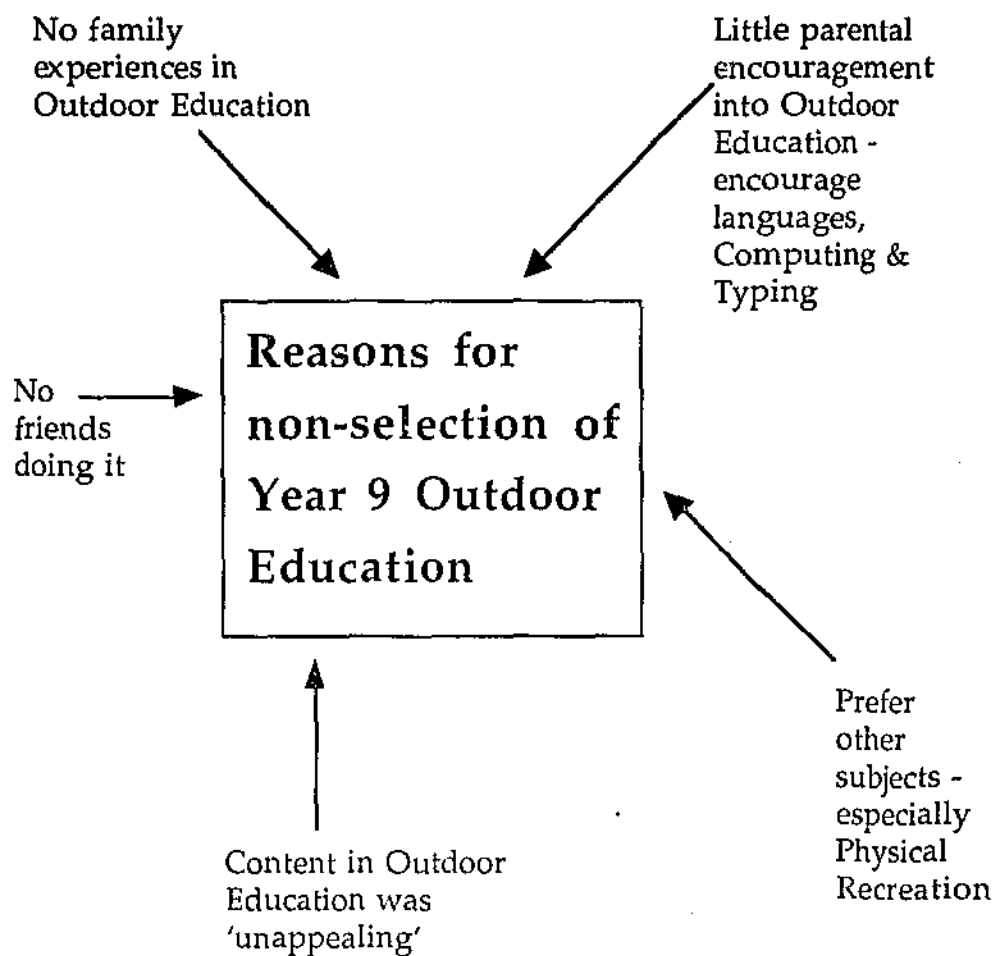 No family
experiences in
Outdoor Education
Little parental
encouragement
into Outdoor
Education -
encourage
languages,
Computing &
Typing
Reasons for
non-selection of
Year 9 Outdoor
Education
No
friends
doing it
Prefer
other
subjects -
especially
Physical
Recreation
Content in Outdoor
Education was
'unappealing'